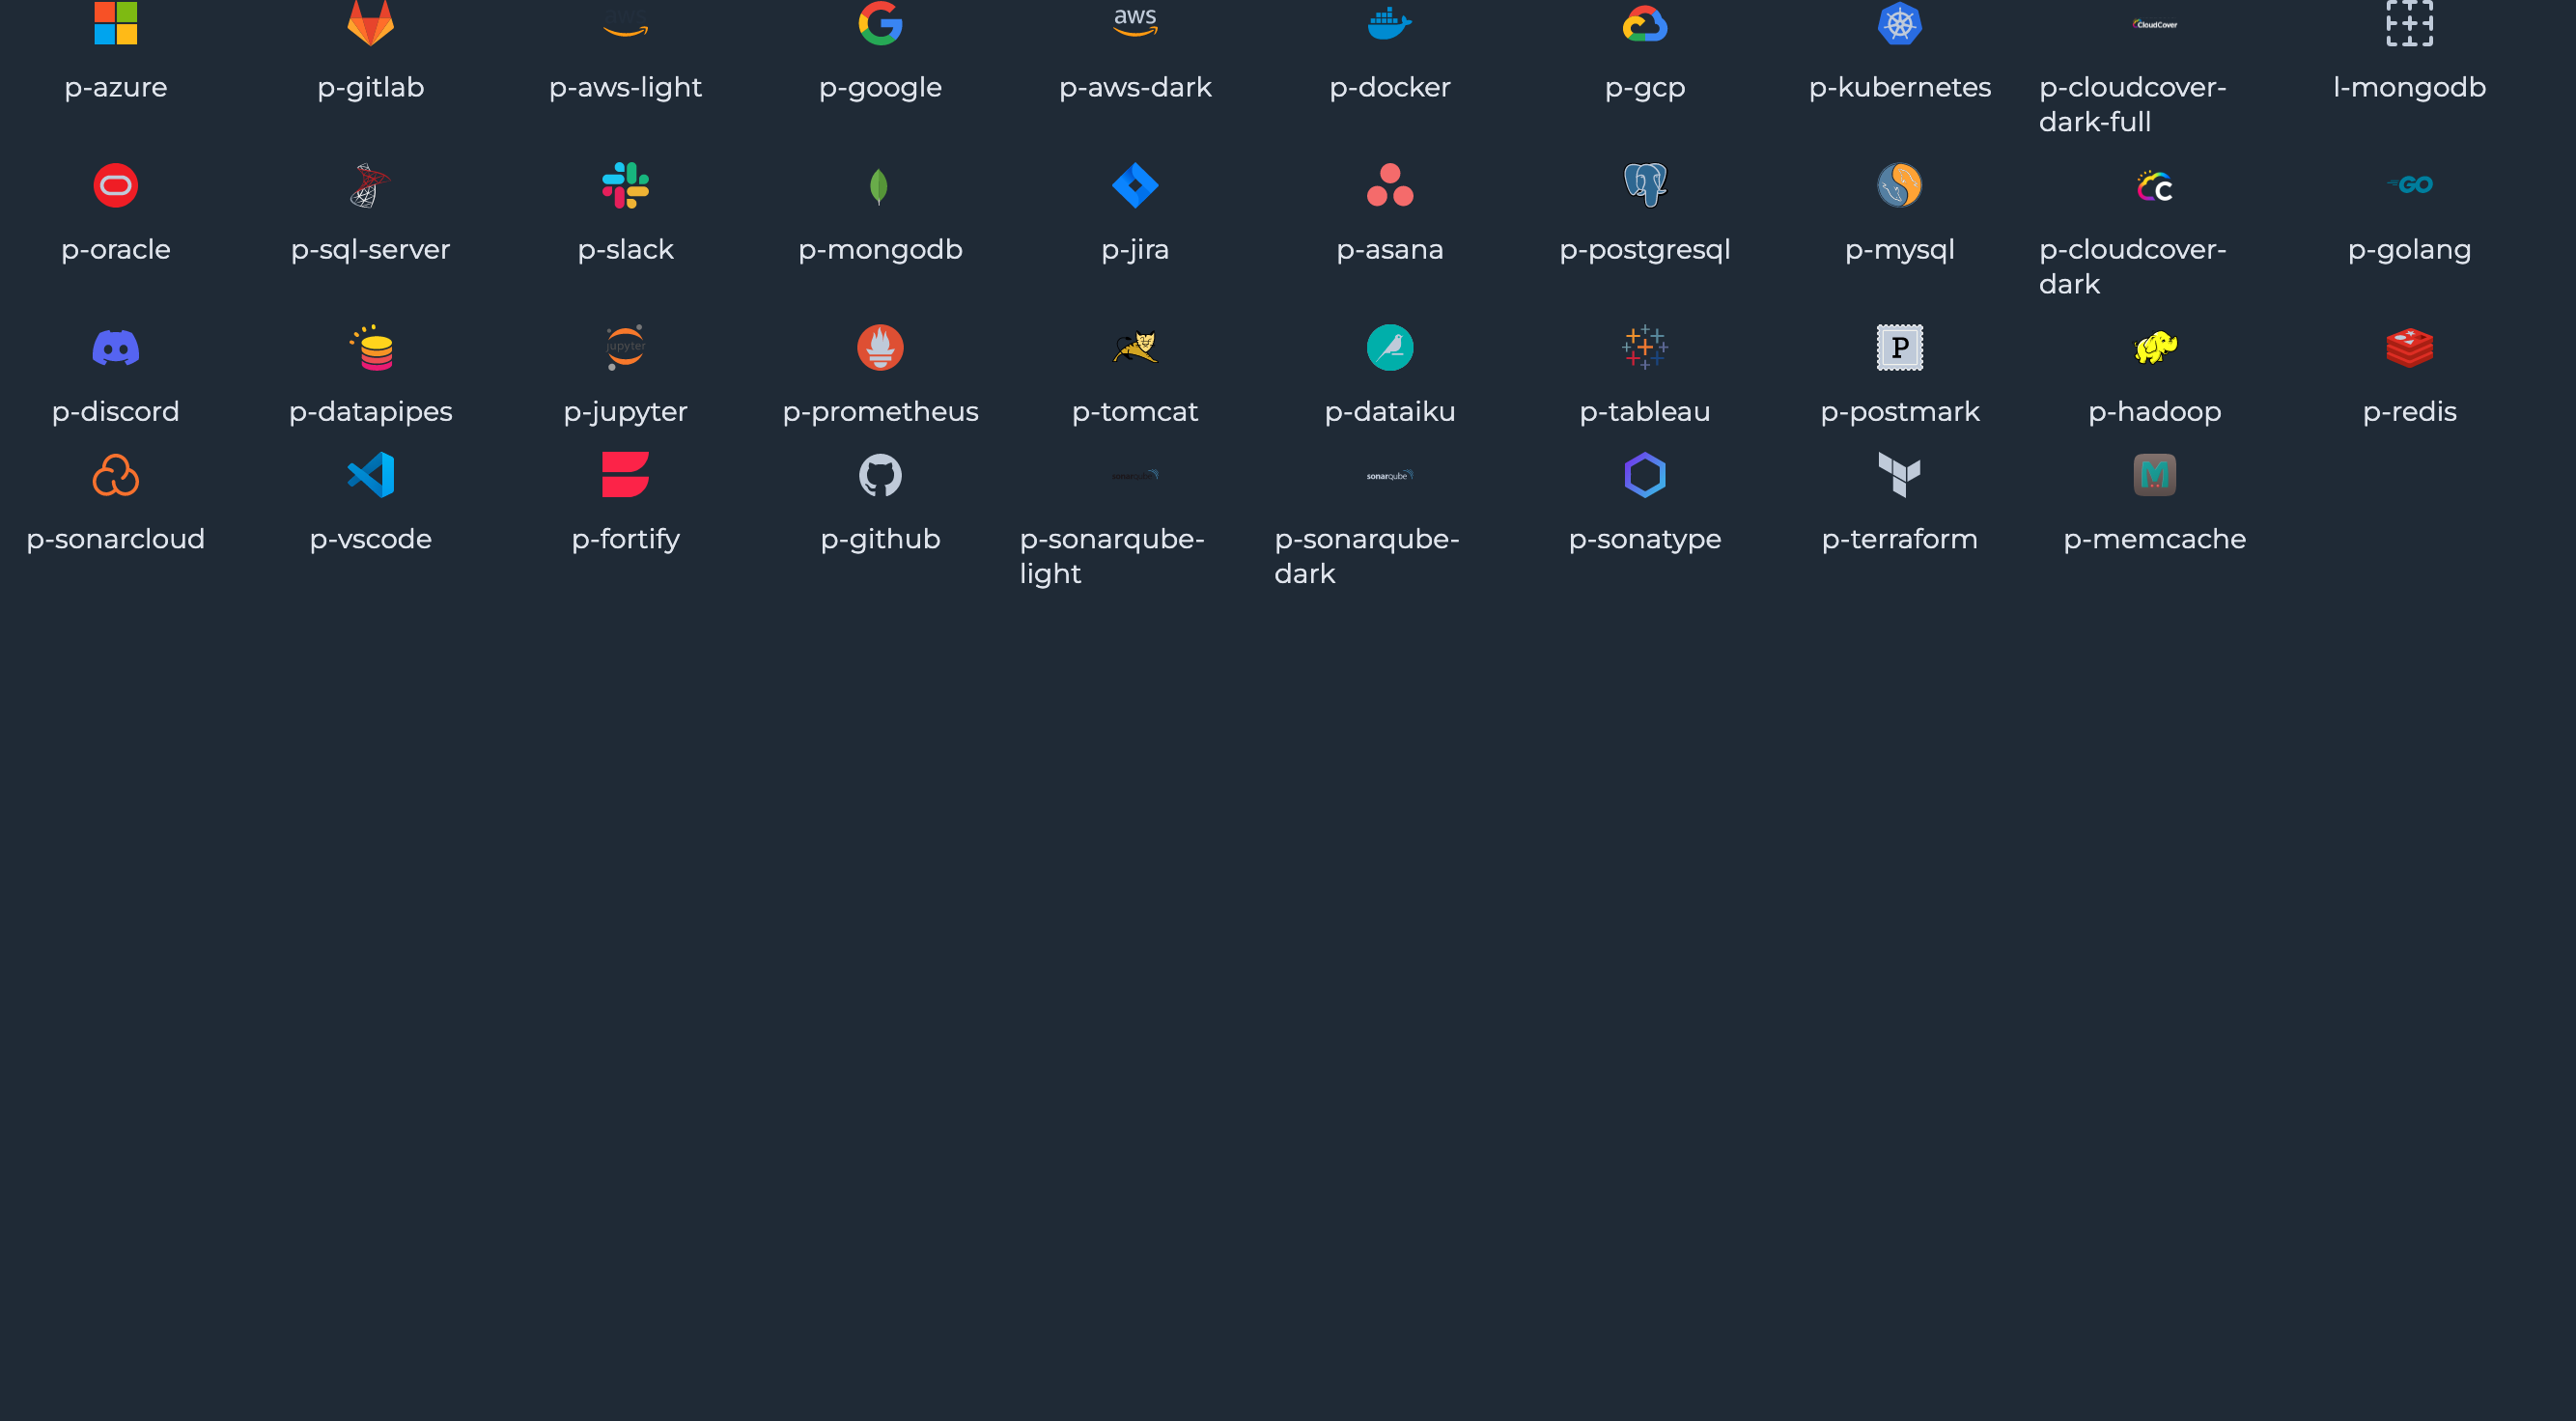 aws
aws
CloudCover
p-azure p-gitlab p-aws-light p-google p-aws-dark p-docker p-gcp p-kubernetes p-cloudcover- l-mongodb
dark-full
C GO
p-oracle p-sql-server p-slack p-mongodb p-jira p-asana p-postgresql p-mysql p-cloudcover- p-golang
dark
jupyter P
p-discord p-datapipes p-jupyter p-prometheus p-tomcat p-dataiku p-tableau p-postmark p-hadoop p-redis
sonarqube M
p-sonarcloud p-vscode p-fortify p-github p-sonarqube- p-sonarqube- p-sonatype p-terraform p-memcache
light dark